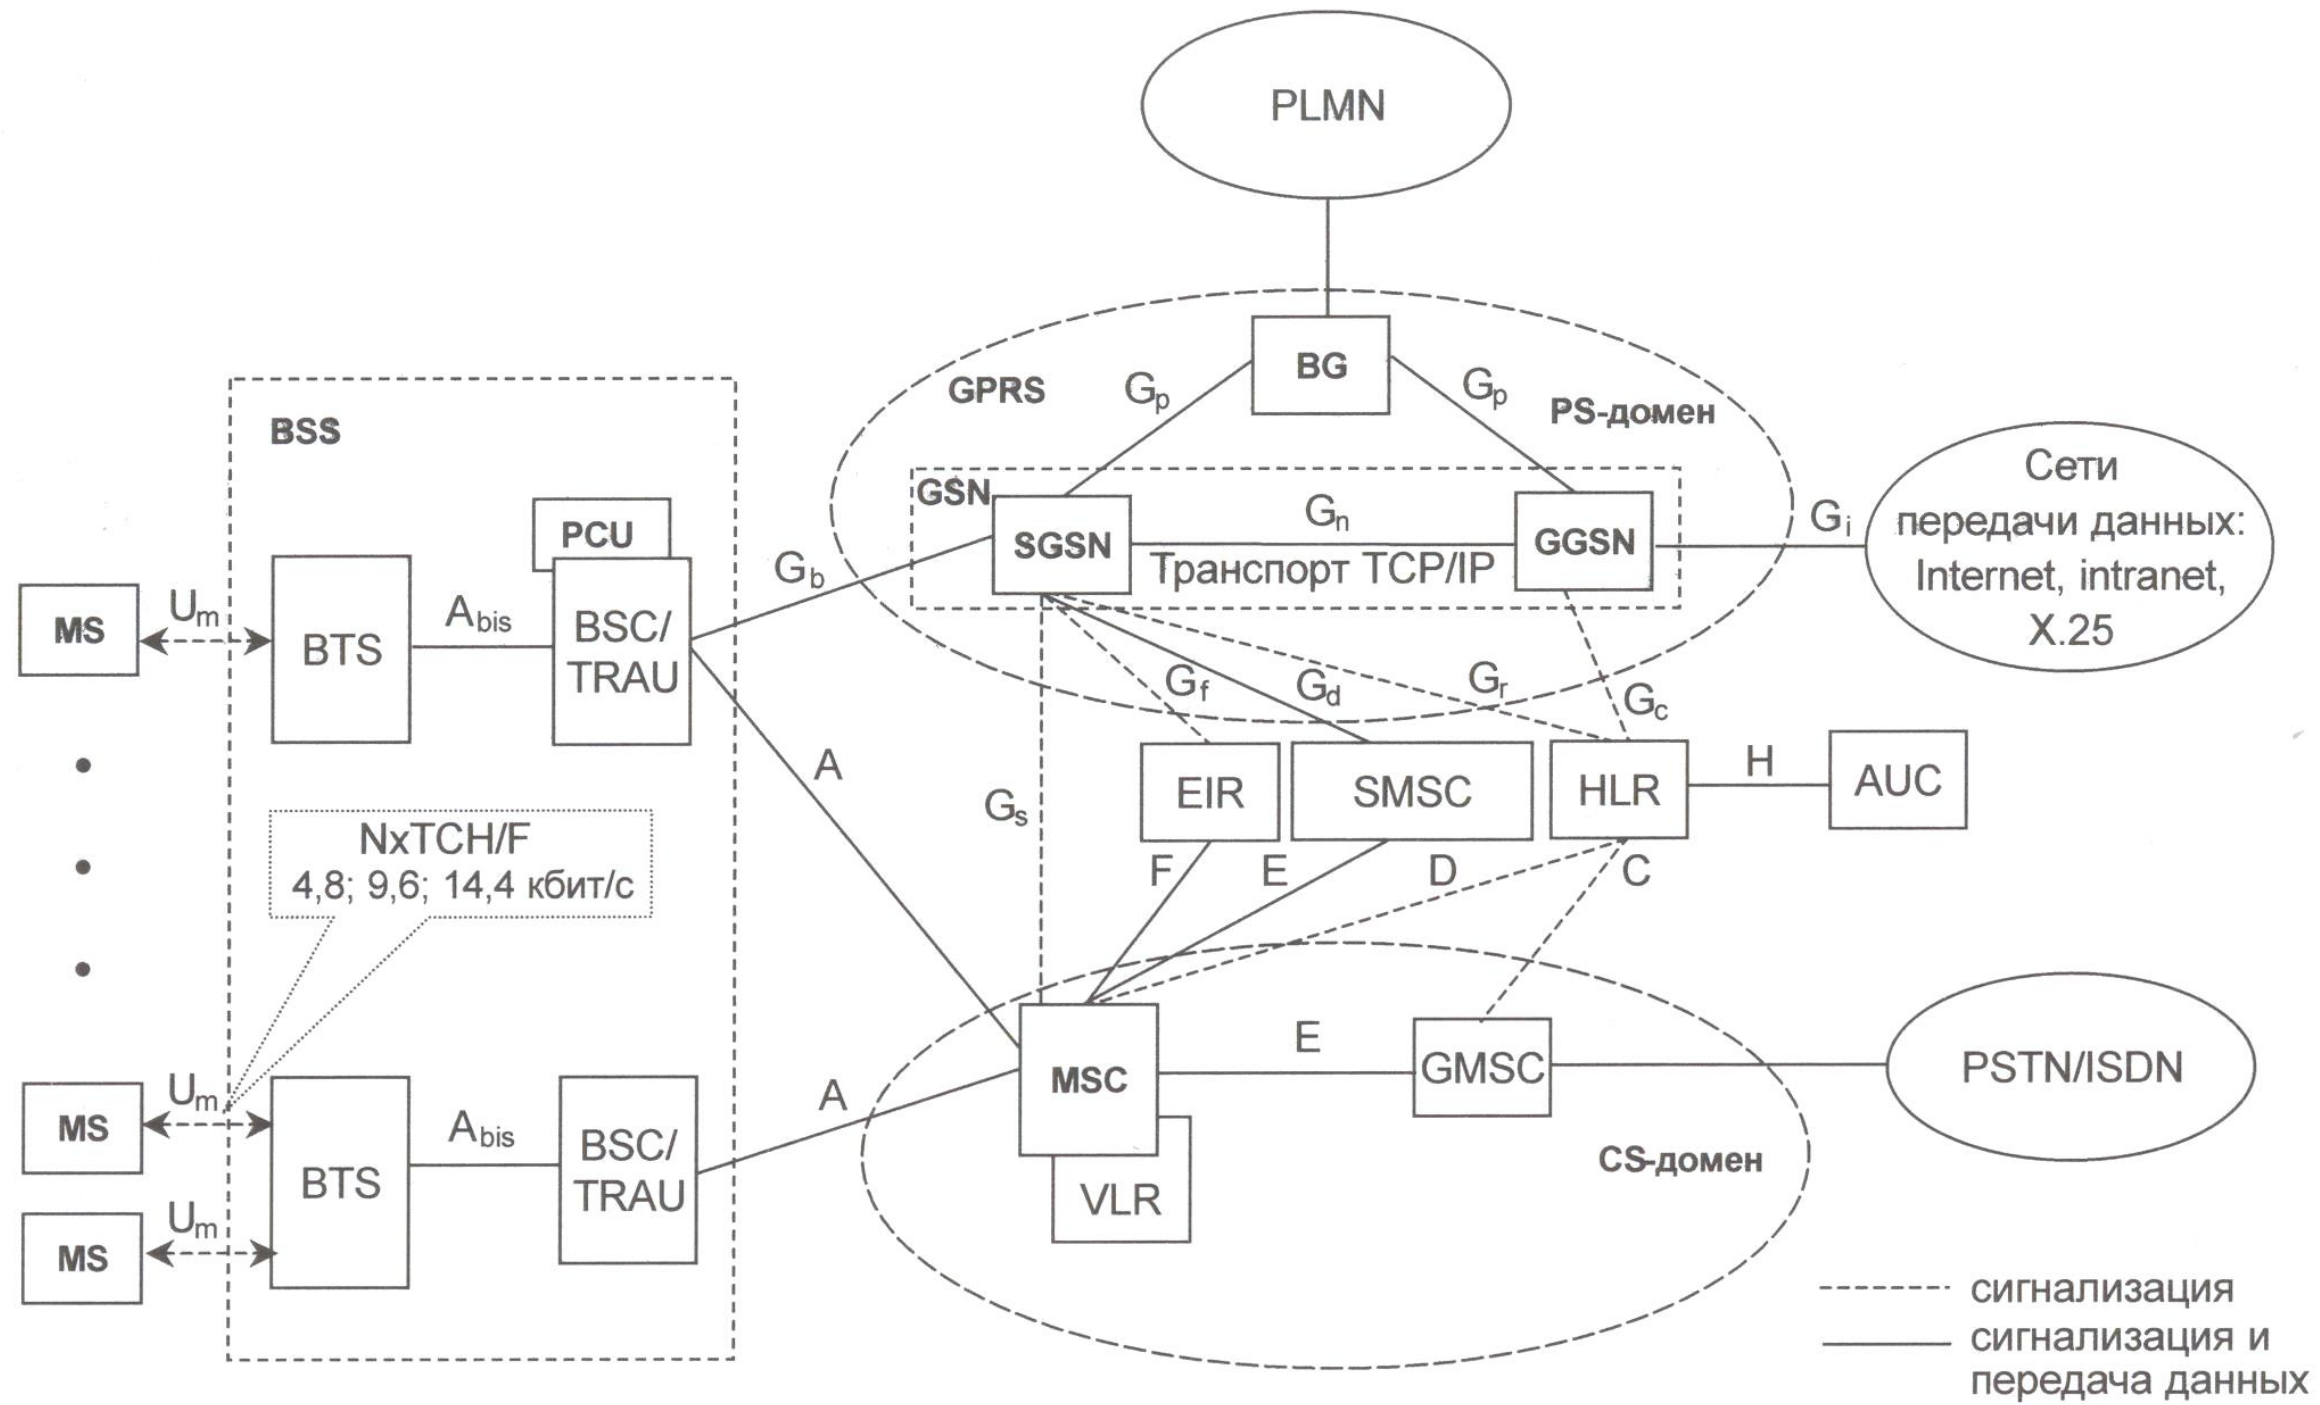 PLMN
BG
GPRS
Gp
Gp
PS-домен
BSS
GSN
Gn
SGSN
GGSN
Транспорт TCP/IP
Gi
Сети
передачи данных:
Internet, intranet,
X.25
PCU
Gb
MS
Um
BTS
Abis
BSC/
TRAU
Gf
Gd
Gr
Gc
A
Gs
EIR
SMSC
HLR
H
AUC
NxTCH/F
4,8; 9,6; 14,4 кбит/с
F
E
D
C
MS
Um
BTS
Abis
BSC/
TRAU
A
MSC
E
GMSC
PSTN/ISDN
VLR
CS-домен
MS
Um
сигнализация
сигнализация и
передача данных